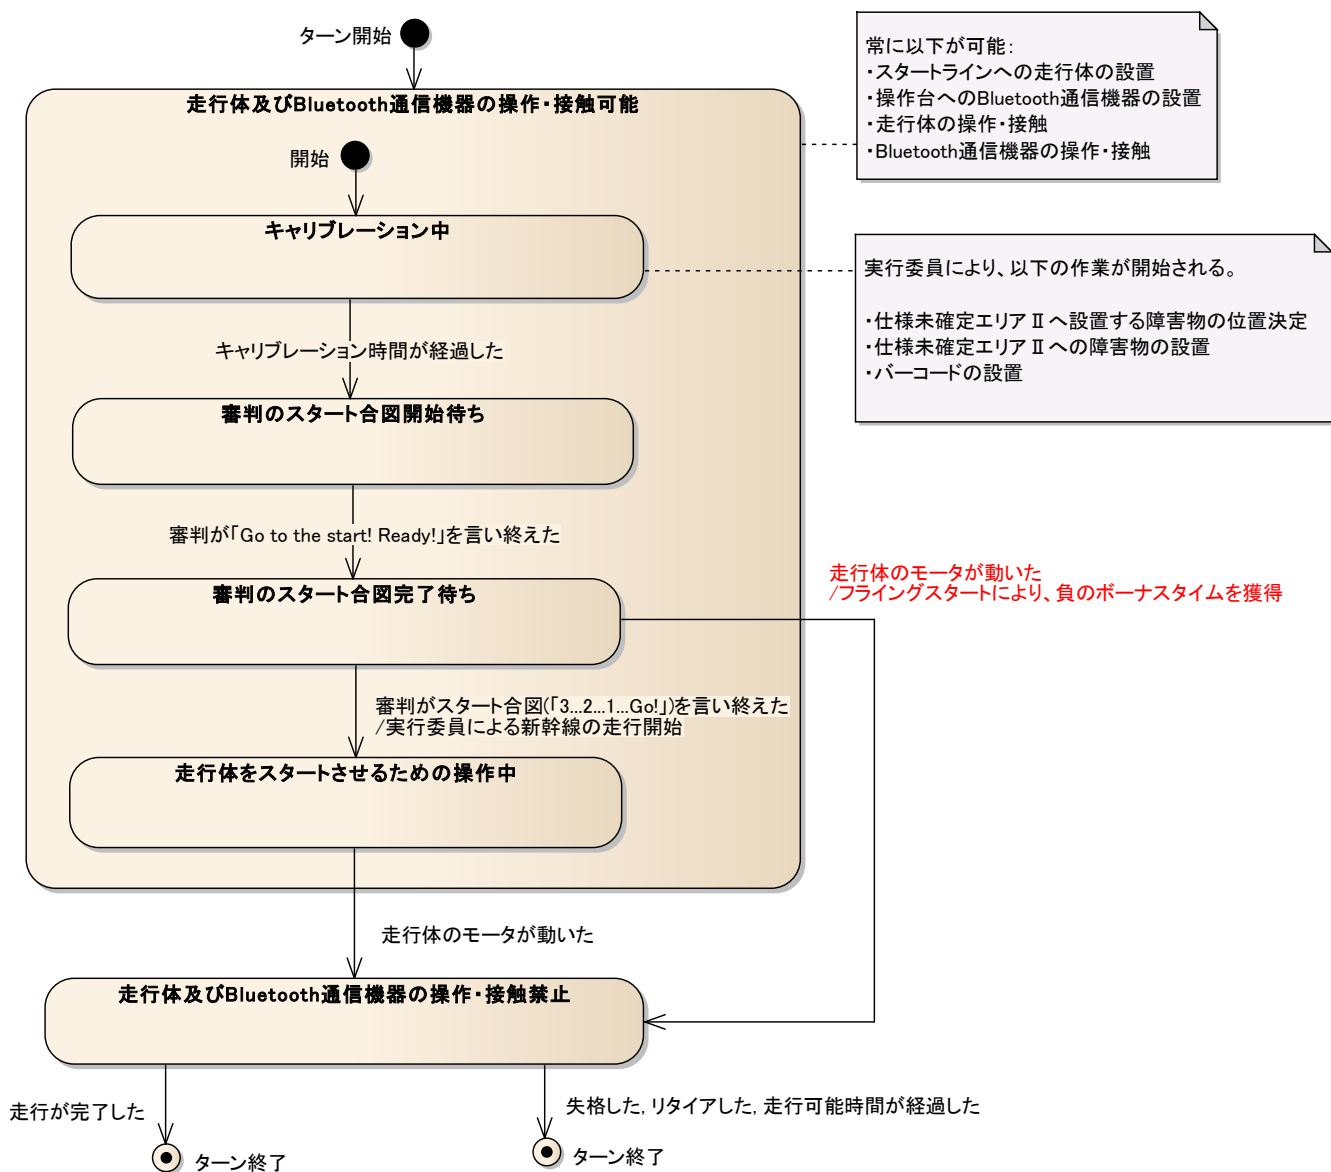 ターン開始
走行体及びBluetooth通信機器の操作・接触可能
常に以下が可能:
・スタートラインへの走行体の設置
・操作台へのBluetooth通信機器の設置
・走行体の操作・接触
・Bluetooth通信機器の操作・接触
開始
キャリブレーション中
実行委員により、以下の作業が開始される。
・仕様未確定エリアⅡへ設置する障害物の位置決定
・仕様未確定エリアⅡへの障害物の設置
・バーコードの設置
キャリブレーション時間が経過した
審判のスタート合図開始待ち
審判が「Go to the start! Ready!」を言い終えた
審判のスタート合図完了待ち
走行体のモータが動いた
/フライングスタートにより、負のボーナスタイムを獲得
審判がスタート合図(「3...2...1...Go!」)を言い終えた
/実行委員による新幹線の走行開始
走行体をスタートさせるための操作中
走行体のモータが動いた
走行体及びBluetooth通信機器の操作・接触禁止
走行が完了した
失格した, リタイアした, 走行可能時間が経過した
ターン終了
ターン終了